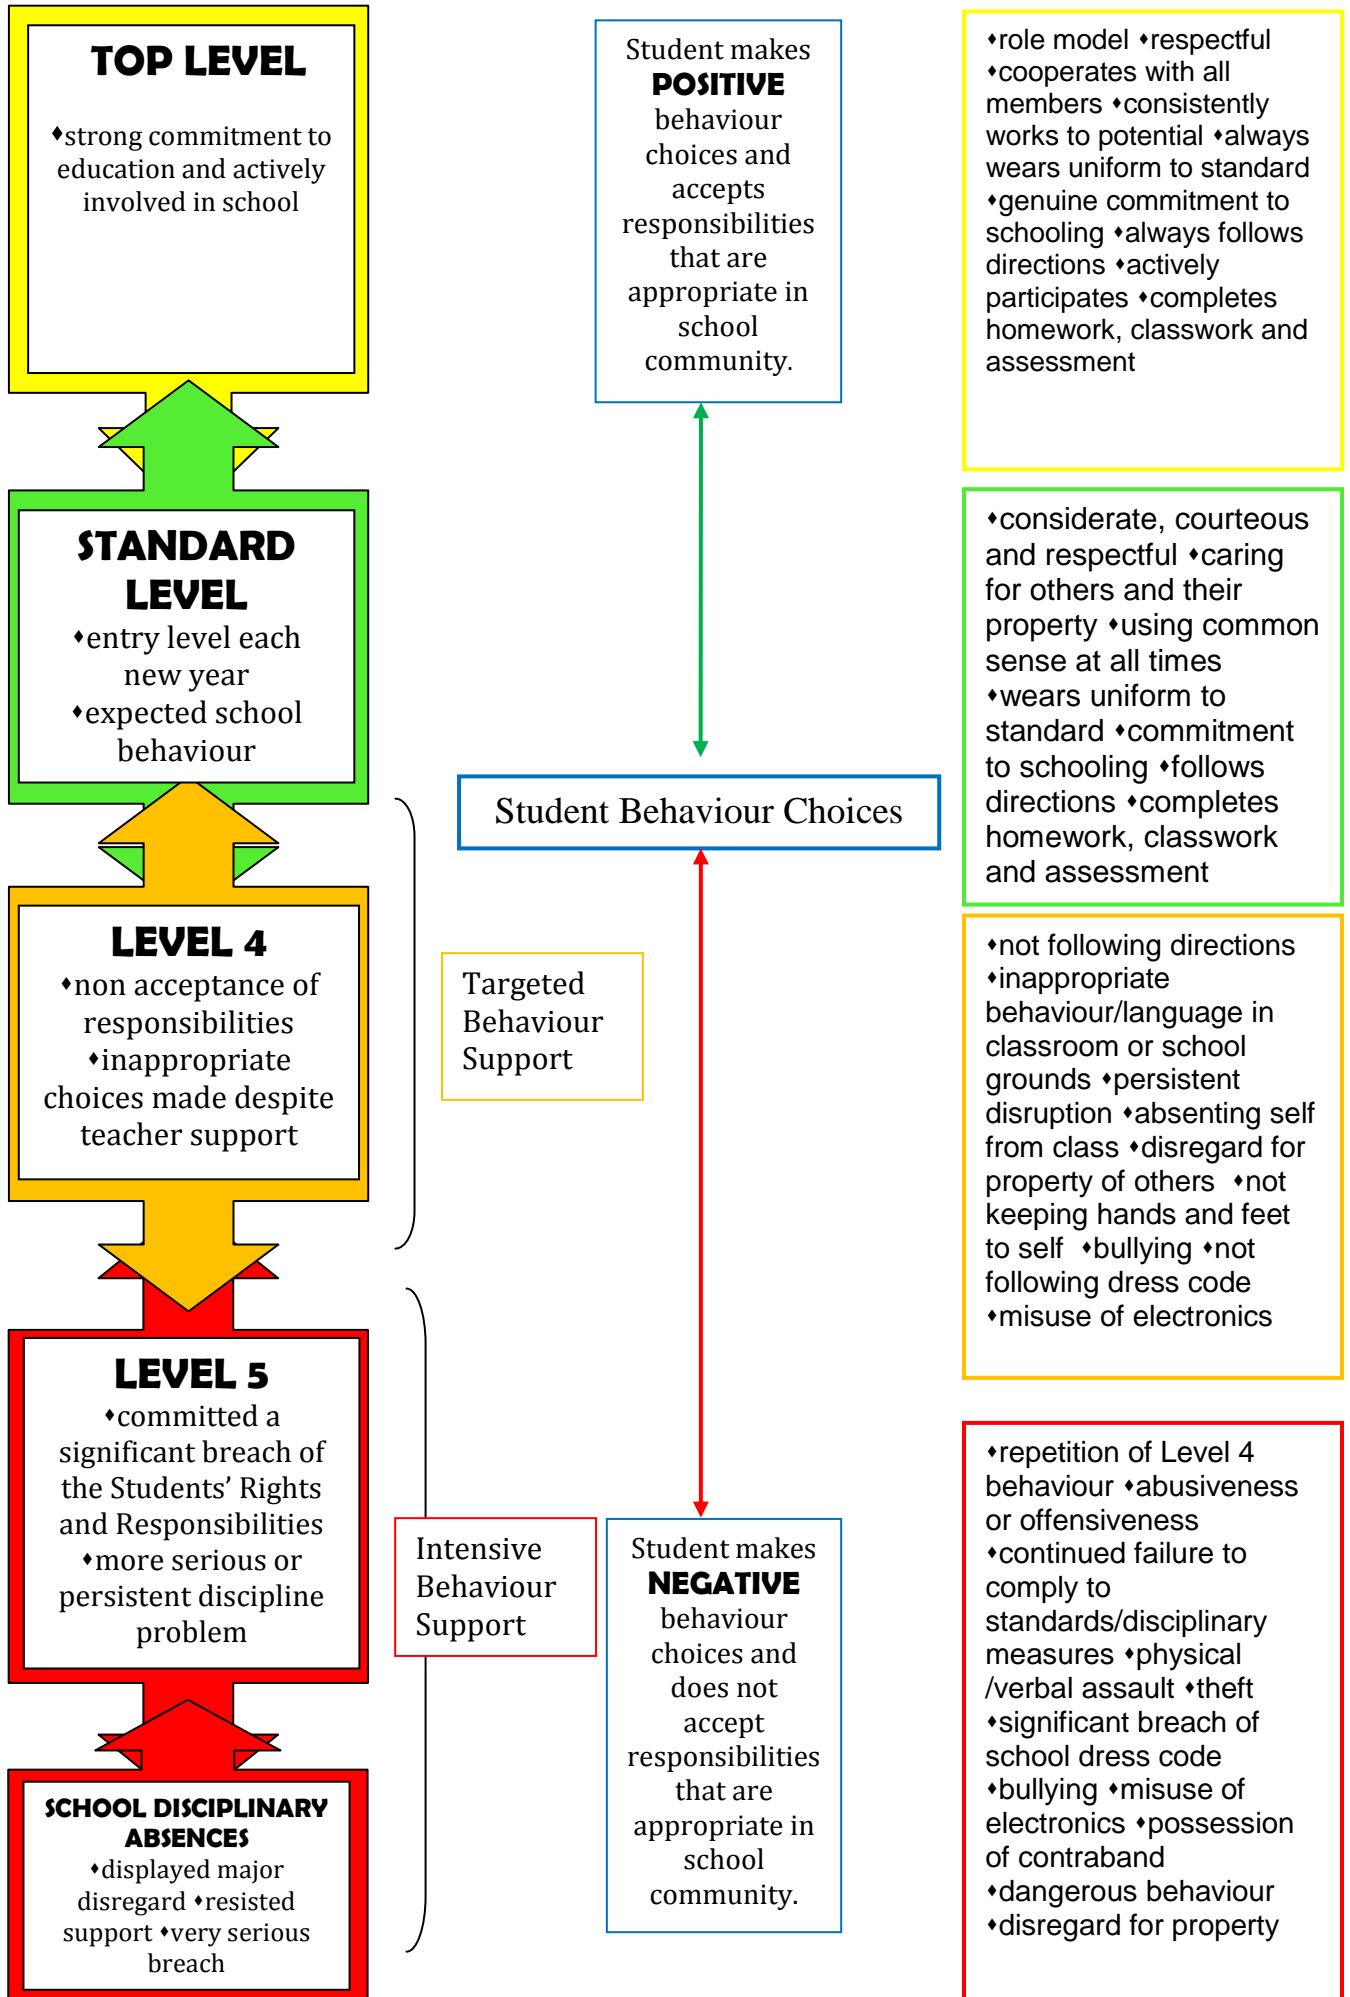 TOP LEVEL
♦strong commitment to
education and actively
involved in school
STANDARD
LEVEL
♦entry level each
new year
♦expected school
behaviour
LEVEL 4
♦non acceptance of
responsibilities
♦inappropriate
choices made despite
teacher support
LEVEL 5
♦committed a
significant breach of
the Students’ Rights
and Responsibilities
♦more serious or
persistent discipline
problem
SCHOOL DISCIPLINARY
ABSENCES
♦displayed major
disregard ♦resisted
support ♦very serious
breach
Targeted
Behaviour
Support
Intensive
Behaviour
Support
Student makes
POSITIVE
behaviour
choices and
accepts
responsibilities
that are
appropriate in
school
community.
Student Behaviour Choices
Student makes
NEGATIVE
behaviour
choices and
does not
accept
responsibilities
that are
appropriate in
school
community.
♦role model ♦respectful
♦cooperates with all
members ♦consistently
works to potential ♦always
wears uniform to standard
♦genuine commitment to
schooling ♦always follows
directions ♦actively
participates ♦completes
homework, classwork and
assessment
♦considerate, courteous
and respectful ♦caring
for others and their
property ♦using common
sense at all times
♦wears uniform to
standard ♦commitment
to schooling ♦follows
directions ♦completes
homework, classwork
and assessment
♦not following directions
♦inappropriate
behaviour/language in
classroom or school
grounds ♦persistent
disruption ♦absenting self
from class ♦disregard for
property of others ♦not
keeping hands and feet
to self ♦bullying ♦not
following dress code
♦misuse of electronics
♦repetition of Level 4
behaviour ♦abusiveness
or offensiveness
♦continued failure to
comply to
standards/disciplinary
measures ♦physical
/verbal assault ♦theft
♦significant breach of
school dress code
♦bullying ♦misuse of
electronics ♦possession
of contraband
♦dangerous behaviour
♦disregard for property